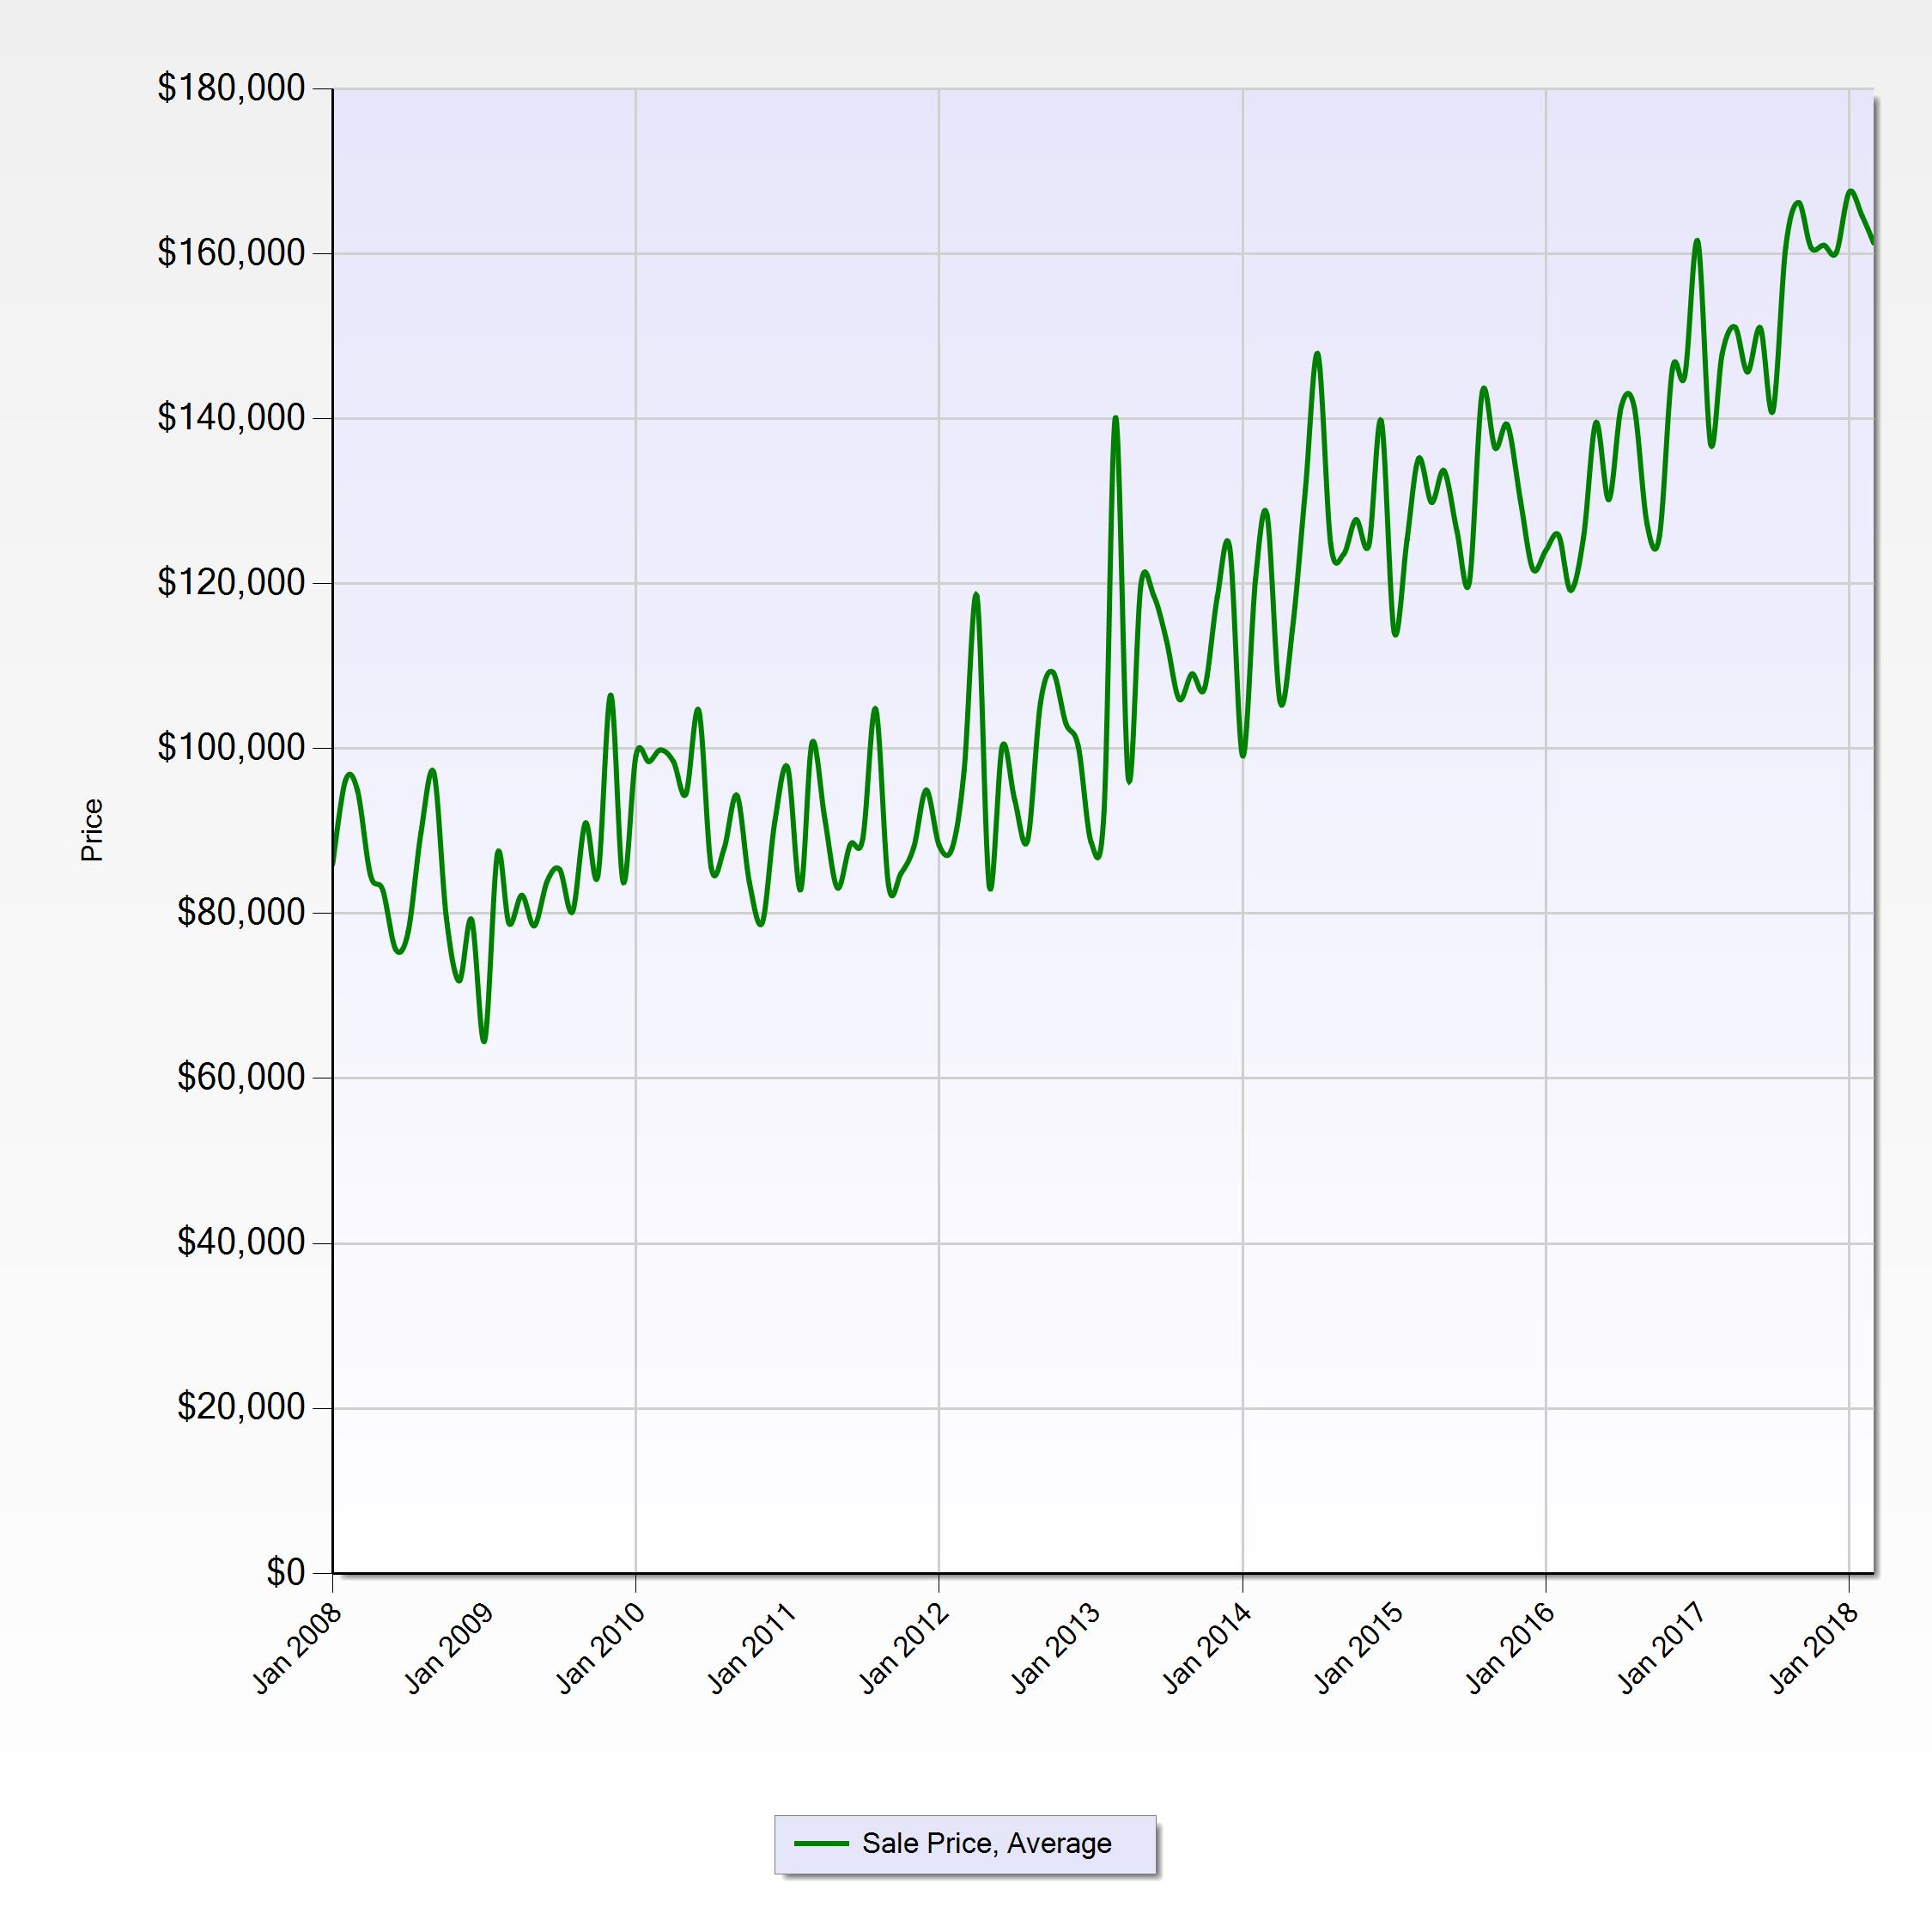 $180,000
$160,000
$140,000
$120,000
$100,000
$80,000
$60,000
$40,000
$20,000
$0
Price
Jan 2008
Jan 2009
Jan 2010
Jan 2011
Jan 2012
Jan 2013
Jan 2014
Jan 2015
Jan 2016
Jan 2017
Jan 2018
Sale Price, Average